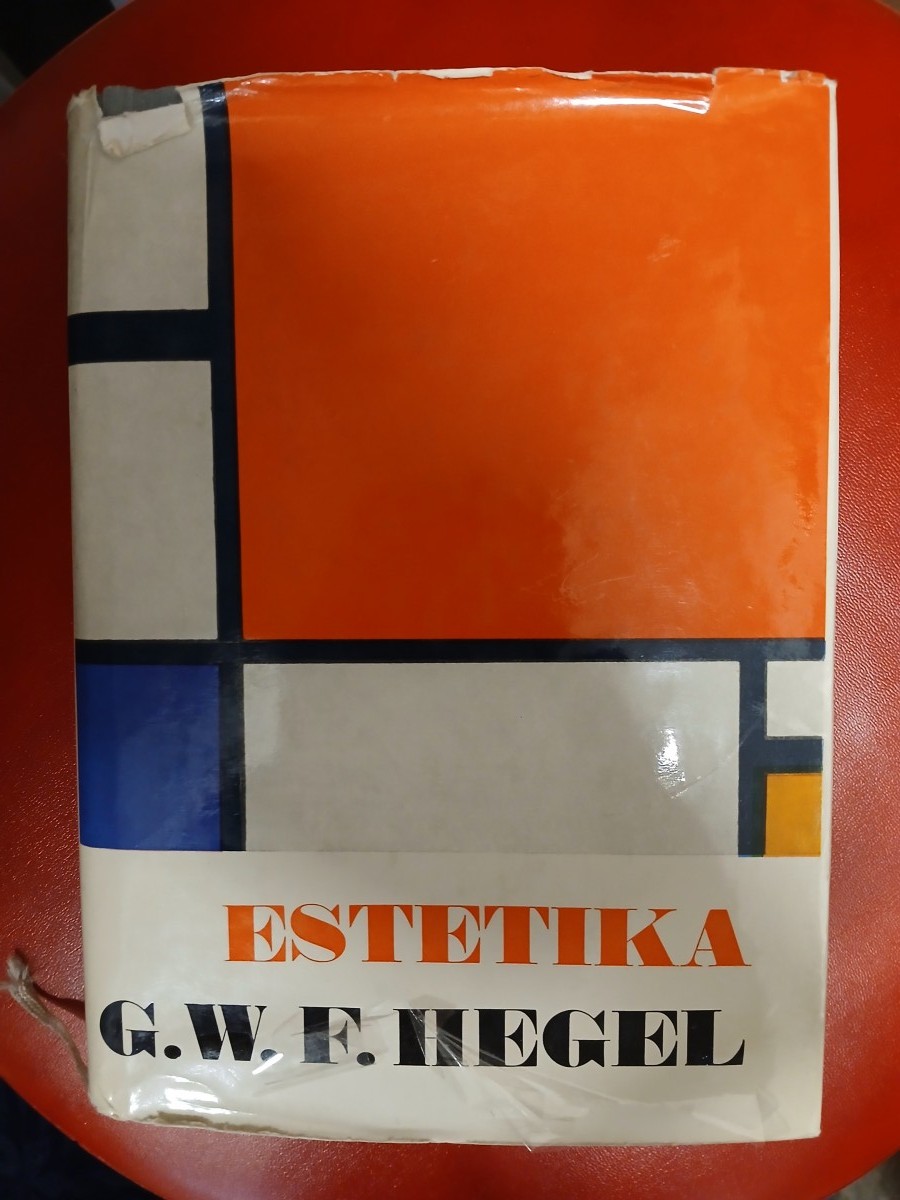 ESTETIKA
G. W. F. HEGEL